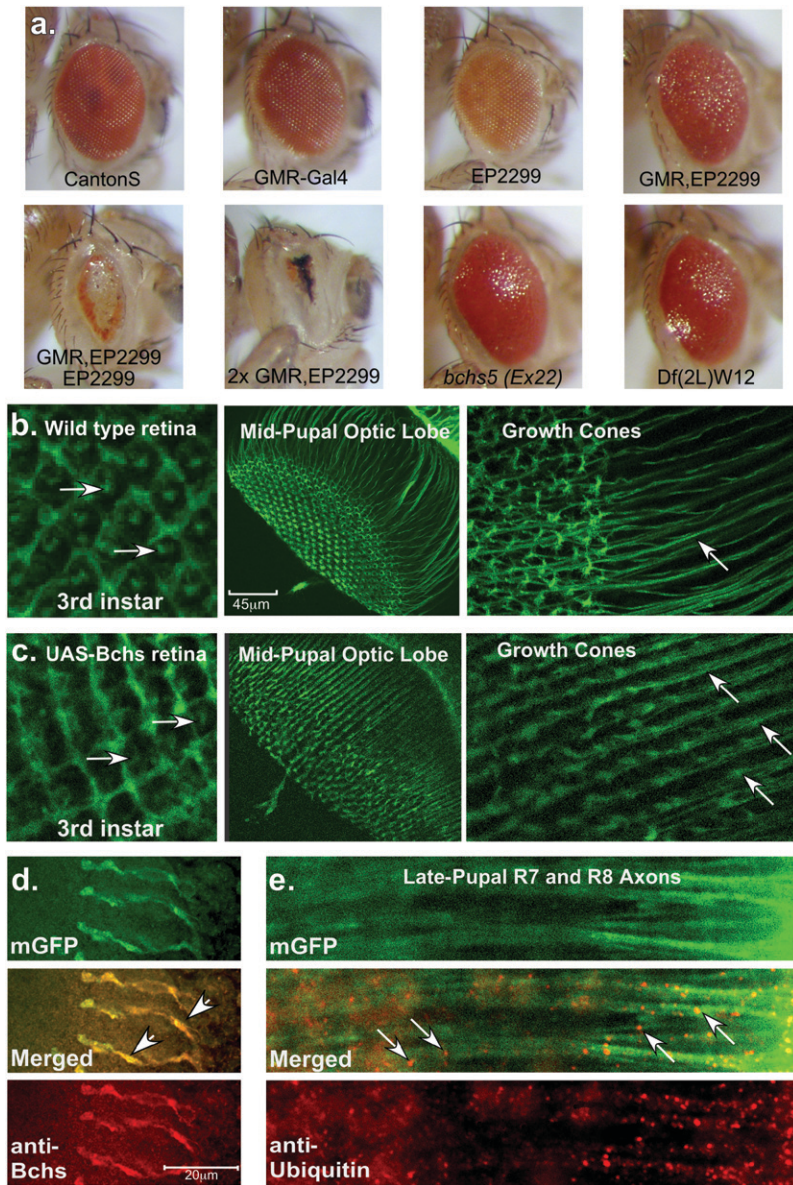 a.
CantonS
GMR-Gal4
EP2299
GMR,EP2299
GMR,EP2299
EP2299
2x GMR,EP2299
bchs5 (Ex22)
Df(2L)W12
b. Wild type retina
3rd instar
Mid-Pupal Optic Lobe
45μm
Growth Cones
c. UAS-Bchs retina
3rd instar
Mid-Pupal Optic Lobe
Growth Cones
d.
mGFP
Merged
anti-
Bchs
20μm
e.
Late-Pupal R7 and R8 Axons
mGFP
Merged
anti-
Ubiquitin